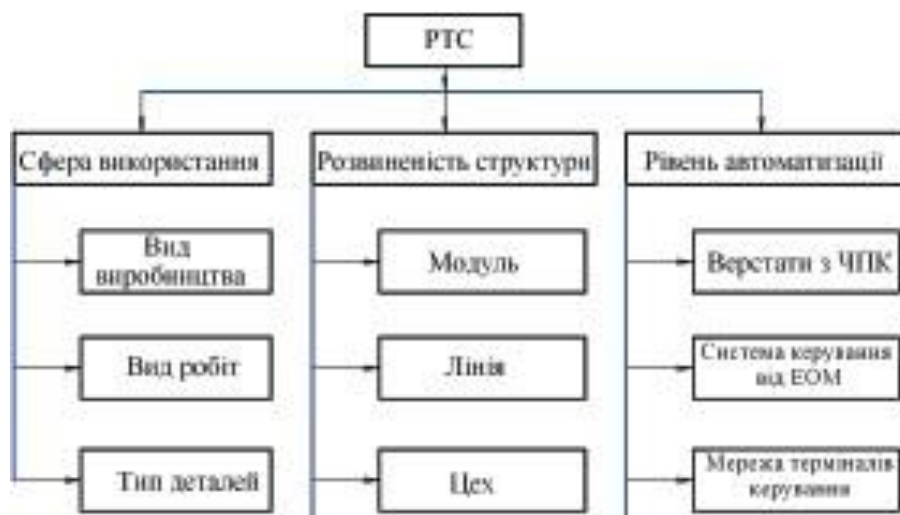 РТС
Сфера використання
Розвиненість структури
Рівень автоматизації
Вид
виробництва
Модуль
Верстати з ЧПК
Вид робіт
Лінія
Система керування
від ЕОМ
Тип деталей
Цех
Мережа терміналів
керування